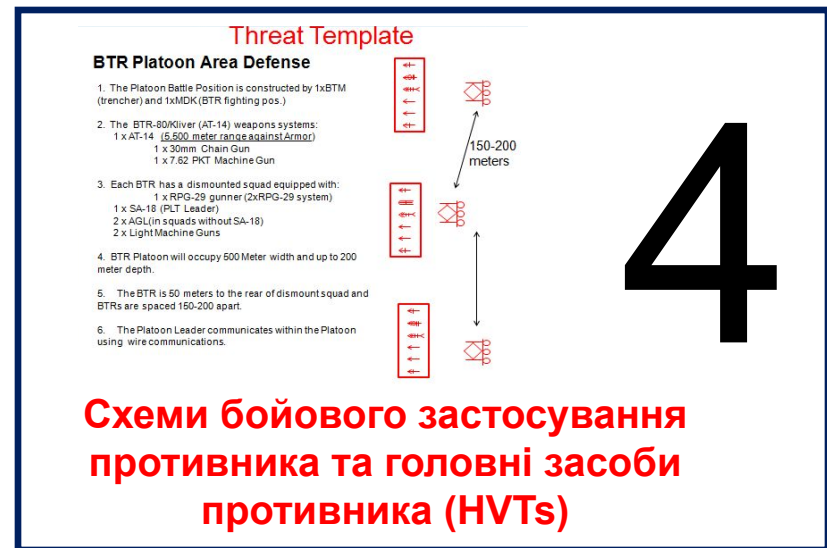 Threat Template
BTR Platoon Area Defense
1. The Platoon Battle Position is constructed by 1xBTM
(trencher) and 1xMDK (BTR fighting pos.)
2. The BTR-80/Kliver (AT-14) weapons systems:
1 x AT-14 (5,500 meter range against Armor)
1 x 30mm Chain Gun
1 x 7.62 PKT Machine Gun
3. Each BTR has a dismounted squad equipped with:
1 x RPG-29 gunner (2xRPG-29 system)
1 x SA-18 (PLT Leader)
2 x AGL(in squads without SA-18)
2 x Light Machine Guns
4. BTR Platoon will occupy 500 Meter width and up to 200
meter depth.
5. The BTR is 50 meters to the rear of dismount squad and
BTRs are spaced 150-200 apart.
6. The Platoon Leader communicates within the Platoon
using wire communications.
150-200
meters
4
Схеми бойового застосування
противника та головні засоби
противника (HVTs)